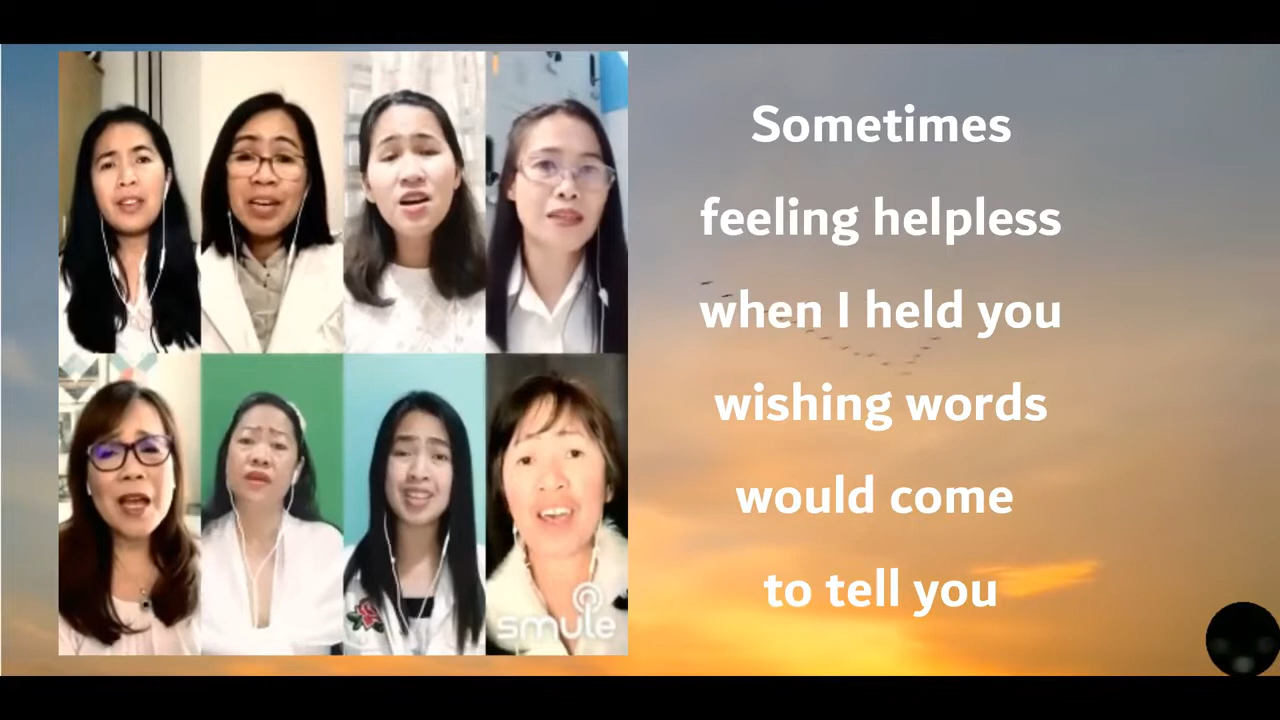 Sometimes
feeling helpless
when I held you
wishing words
would come
to tell you
smule